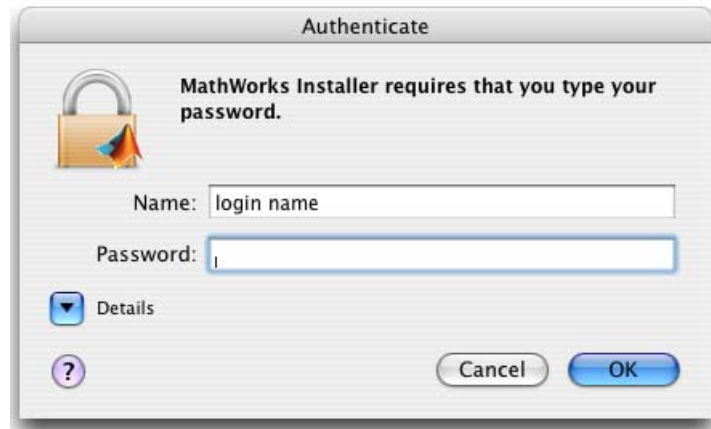 Authenticate
MathWorks Installer requires that you type your
password.
Name: login name
Password:
Details
?
Cancel
OK